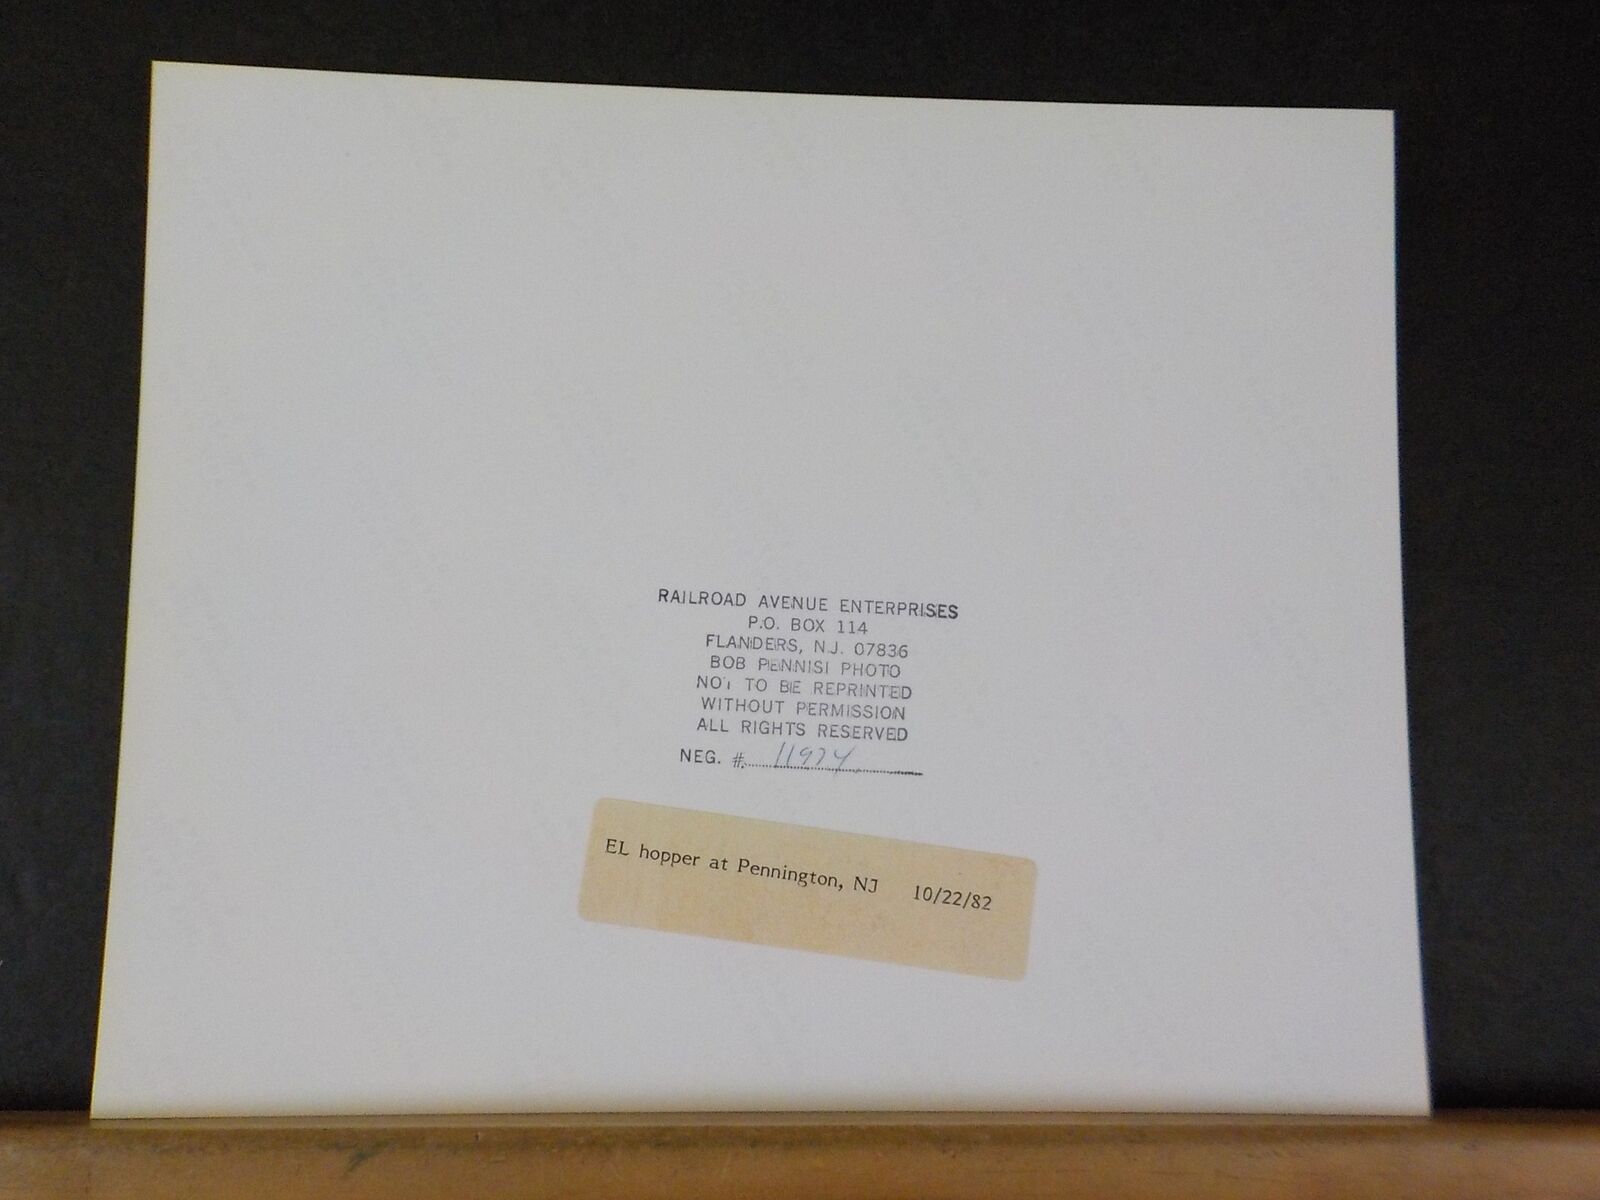 RAILROAD AVENUE ENTERPRISES
P.O. BOX 114
FLANDERS, N.J. 07836
BOB PENNISI PHOTO
NOT TO BE REPRINTED
WITHOUT PERMISSION
ALL RIGHTS RESERVED
NEG. # 11974
EL hopper at Pennington, NJ 10/22/82